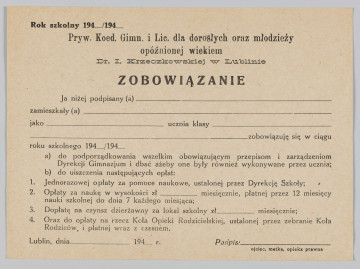 Rok szkolny 194__/194__
Pryw. Koed. Gimn. i Lic. dla dorosłych oraz młodzieży
opóźnionej wiekiem
Dr. I. Krzeczkowskiej w Lublinie
ZOBOWIĄZANIE
Ja niżej podpisany (a)
zamieszkały (a)
jako ucznia klasy
zobowiązuję się w ciągu
roku szkolnego 194__/194__
a) do podporządkowania wszelkim obowiązującym przepisom i zarządzeniom
Dyrekcji Gimnazjum i dbać ażeby one były również wykonywane przez ucznia;
b) do uiszczenia następujących opłat:
1. Jednorazowej opłaty za pomoce naukowe, ustalonej przez Dyrekcję Szkoły;
2. Opłaty za naukę w wysokości zł miesięcznie, płatnej przez 12 miesięcy
nauki szkolnej do dnia 7 każdego miesiąca;
3. Dopłatę na czynsz dzierżawny za lokal szkolny zł miesięcznie;
4. Oraz do opłaty na rzecz Koła Opieki Rodzicielskiej, ustalonej przez zebranie Koła
Rodziców, i płatnej wraz z czesnem.
Lublin, dnia 194__ r. Podpis:
ojciec, matka, opieka prawna